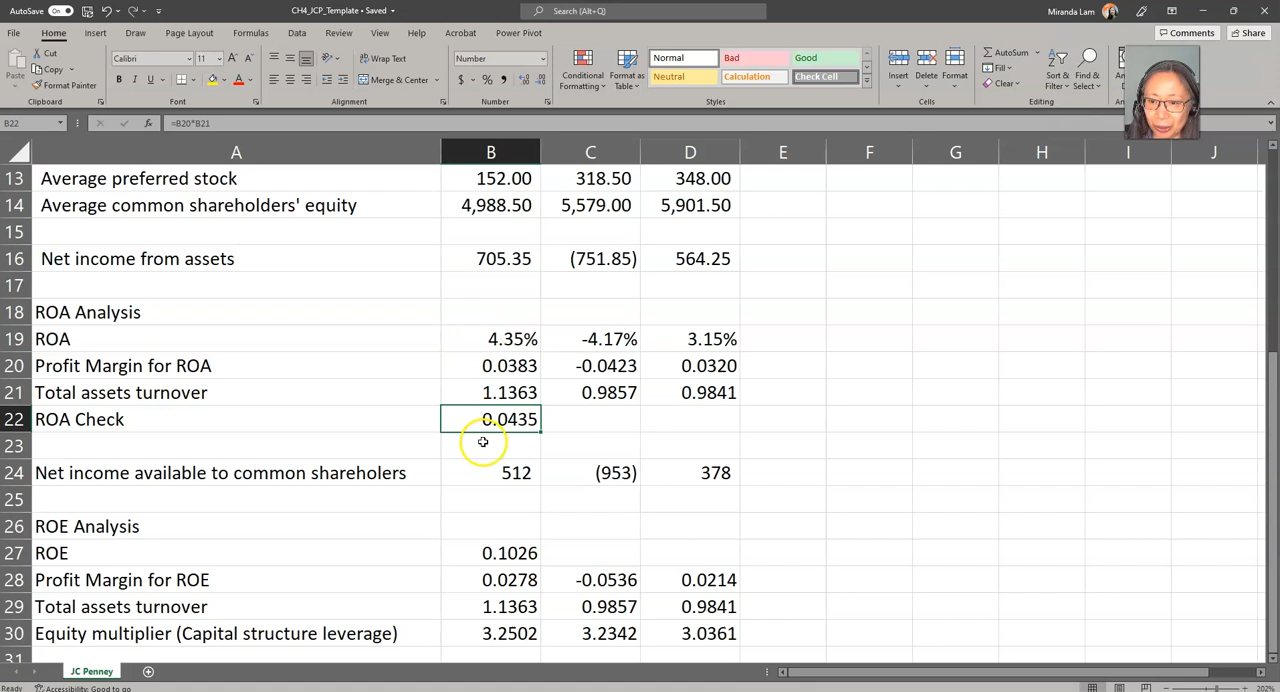 AutoSave On CH4_JCP_Template • Saved Search (Alt+Q) Miranda Lam
File Home Insert Draw Page Layout Formulas Data Review View Help Acrobat Power Pivot Comments Share
Paste Cut Copy Format Painter Clipboard
Calibri 11 B I U A A Font
Wrap Text Merge & Center Alignment
Number $ % 9 Number
Conditional Formatting Format as Table Normal Bad Good Neutral Calculation Check Cell Styles
Insert Delete Format Cells
AutoSum Fill Clear Sort & Filter Find & Select Editing
B22 fx =B20*B21
A B C D E F G H I J
13 Average preferred stock 152.00 318.50 348.00
14 Average common shareholders' equity 4,988.50 5,579.00 5,901.50
15
16 Net income from assets 705.35 (751.85) 564.25
17
18 ROA Analysis
19 ROA 4.35% -4.17% 3.15%
20 Profit Margin for ROA 0.0383 -0.0423 0.0320
21 Total assets turnover 1.1363 0.9857 0.9841
22 ROA Check 0.0435
23
24 Net income available to common shareholers 512 (953) 378
25
26 ROE Analysis
27 ROE 0.1026
28 Profit Margin for ROE 0.0278 -0.0536 0.0214
29 Total assets turnover 1.1363 0.9857 0.9841
30 Equity multiplier (Capital structure leverage) 3.2502 3.2342 3.0361
31
JC Penney
Ready Accessibility: Good to go 202%